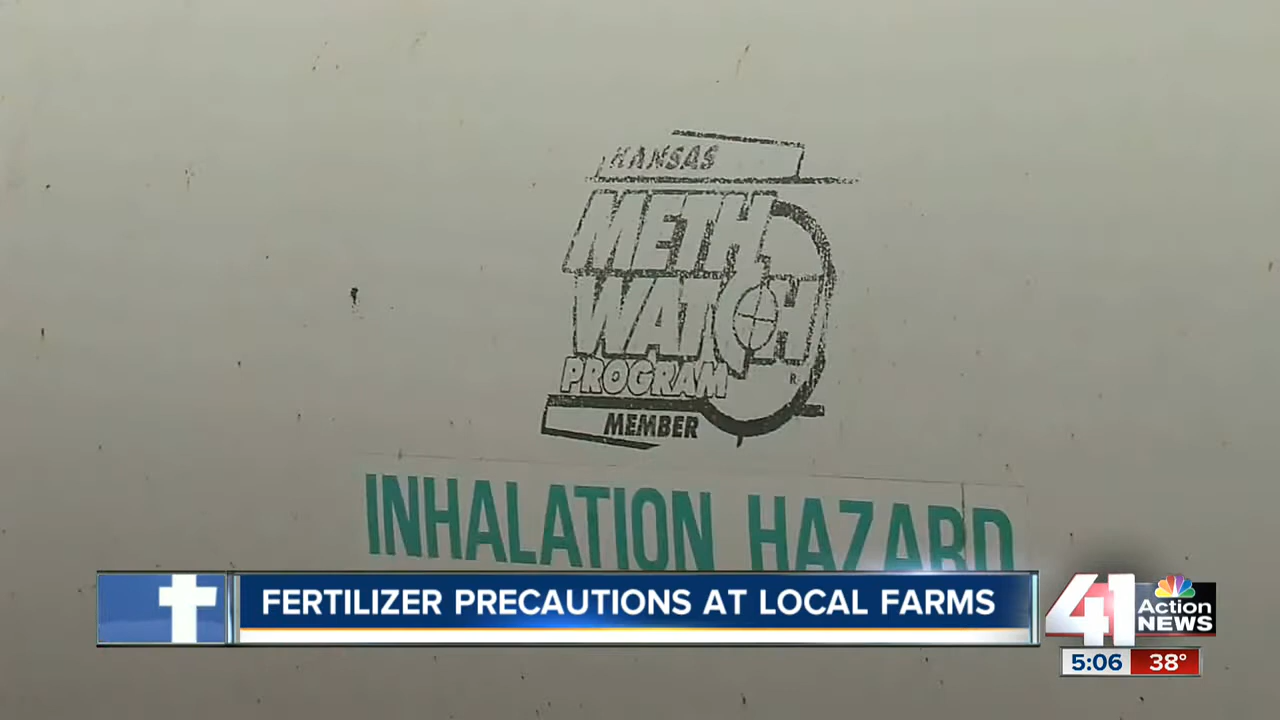 KANSAS
METH
WATCH
PROGRAM
R
MEMBER
INHALATION HAZARD
FERTILIZER PRECAUTIONS AT LOCAL FARMS
41 Action
NEWS
5:06 38°